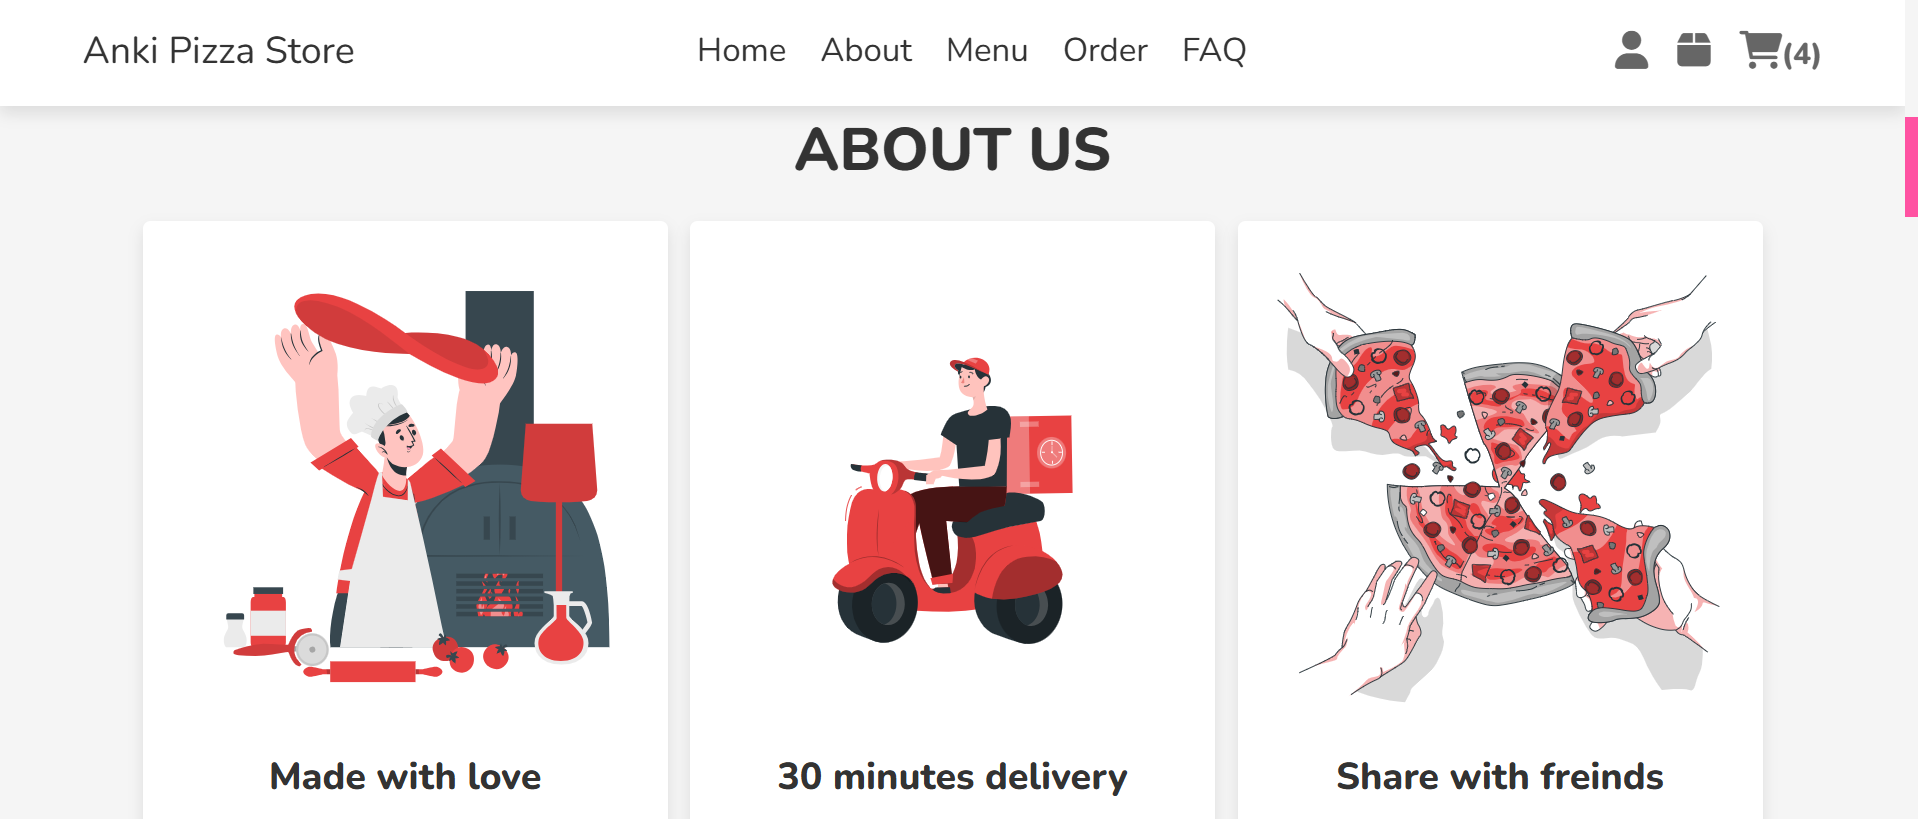 Anki Pizza Store Home About Menu Order FAQ (4)
ABOUT US
Made with love 30 minutes delivery Share with freinds